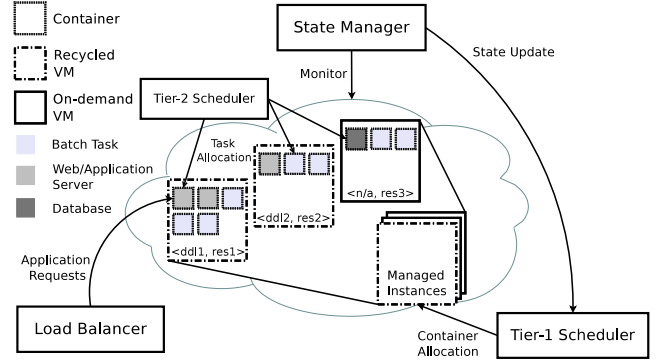 Container
Recycled
VM
On-demand
VM
Batch Task
Web/Application
Server
Database
State Manager
State Update
Monitor
Tier-2 Scheduler
Task
Allocation
<n/a, res3>
<ddl2, res2>
<ddl1, res1>
Application
Requests
Managed
Instances
Load Balancer
Container
Allocation
Tier-1 Scheduler